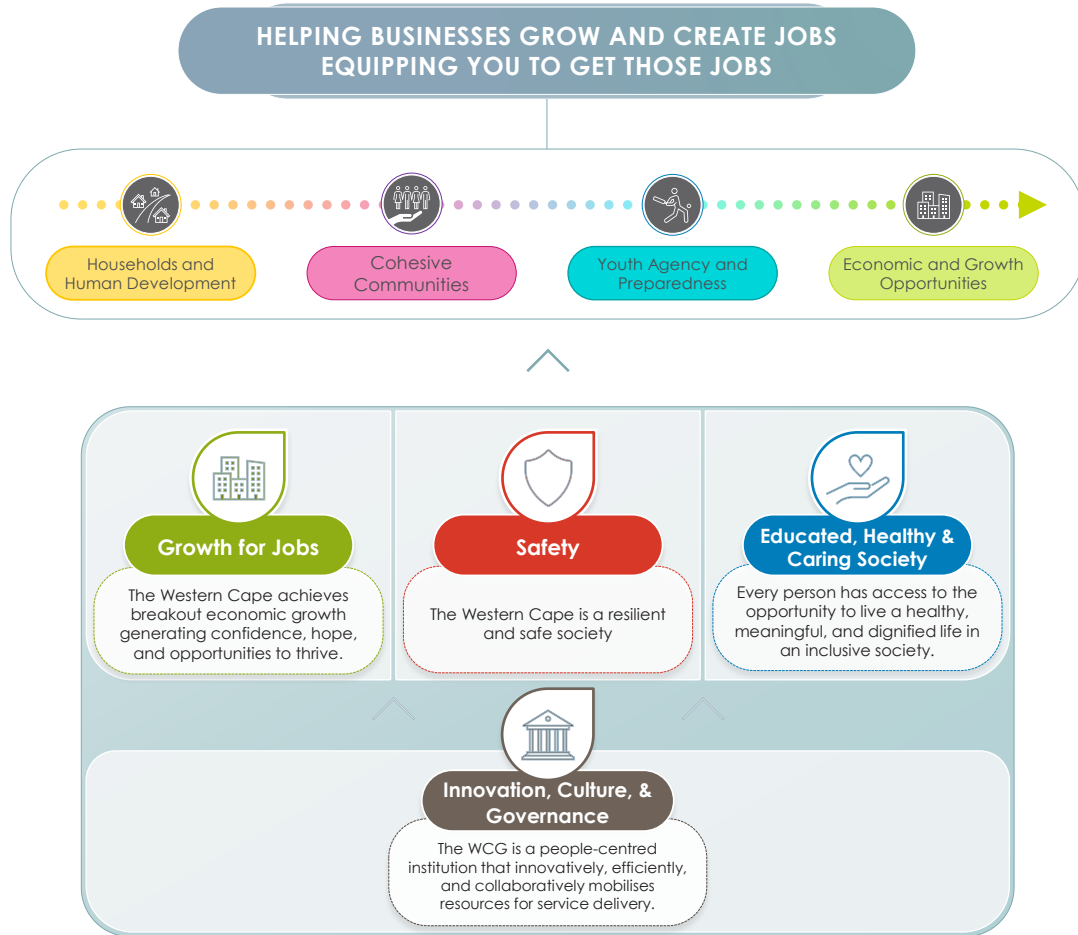 HELPING BUSINESSES GROW AND CREATE JOBS
EQUIPPING YOU TO GET THOSE JOBS
Households and
Human Development
Cohesive
Communities
Youth Agency and
Preparedness
Economic and Growth
Opportunities
Growth for Jobs
The Western Cape achieves
breakout economic growth
generating confidence, hope,
and opportunities to thrive.
Safety
The Western Cape is a resilient
and safe society
Educated, Healthy &
Caring Society
Every person has access to the
opportunity to live a healthy,
meaningful, and dignified life in
an inclusive society.
Innovation, Culture, &
Governance
The WCG is a people-centred
institution that innovatively, efficiently,
and collaboratively mobilises
resources for service delivery.